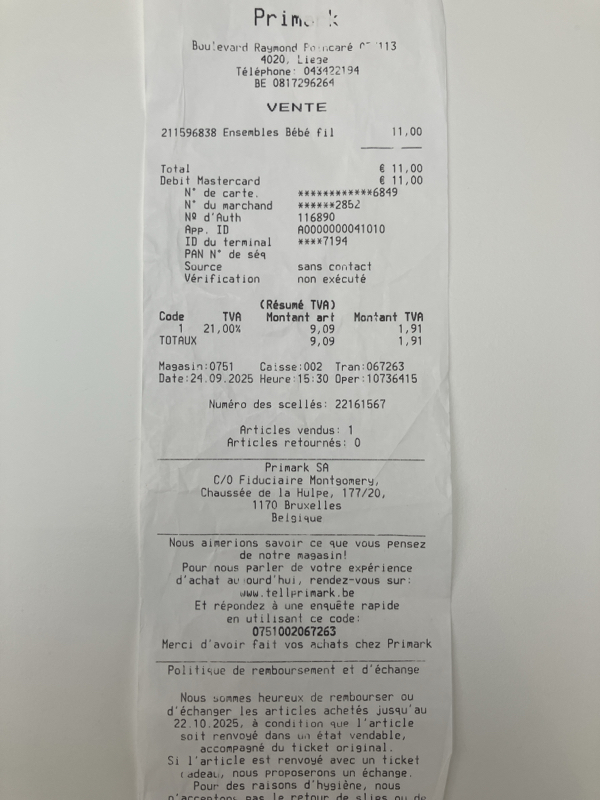 Primark
Boulevard Raymond Poincaré
4020, Liege
Téléphone: 043422194
BE 0817296264
VENTE
211596838 Ensembles Bébé fil 11,00
Total € 11,00
Debit Mastercard € 11,00
N° de carte. ************6849
N° du marchand ******2852
Nº d'Auth 116890
App. ID A0000000041010
ID du terminal ****7194
PAN N° de séq
Source sans contact
Vérification non exécuté
(Résumé TVA)
Code TVA Montant art Montant TVA
1 21,00% 9,09 1,91
TOTAUX 9,09 1,91
Magasin:0751 Caisse:002 Tran:067263
Date:24.09.2025 Heure:15:30 Oper:10736415
Numéro des scellés: 22161567
Articles vendus: 1
Articles retournés: 0
Primark SA
C/O Fiduciaire Montgomery,
Chaussée de la Hulpe, 177/20,
1170 Bruxelles
Belgique
Nous aimerions savoir ce que vous pensez
de notre magasin!
Pour nous parler de votre expérience
d'achat aujourd'hui, rendez-vous sur:
www.tellprimark.be
Et répondez à une enquête rapide
en utilisant ce code:
0751002067263
Merci d'avoir fait vos achats chez Primark
Politique de remboursement et d'échange
Nous sommes heureux de rembourser ou
d'échanger les articles achetés jusqu'au
22.10.2025, à condition que l'article
soit renvoyé dans un état vendable,
accompagné du ticket original.
Si l'article est renvoyé avec un ticket
cadeau, nous proposerons un échange.
Pour des raisons d'hygiène, nous
n'acceptons pas le retour de slips ou de